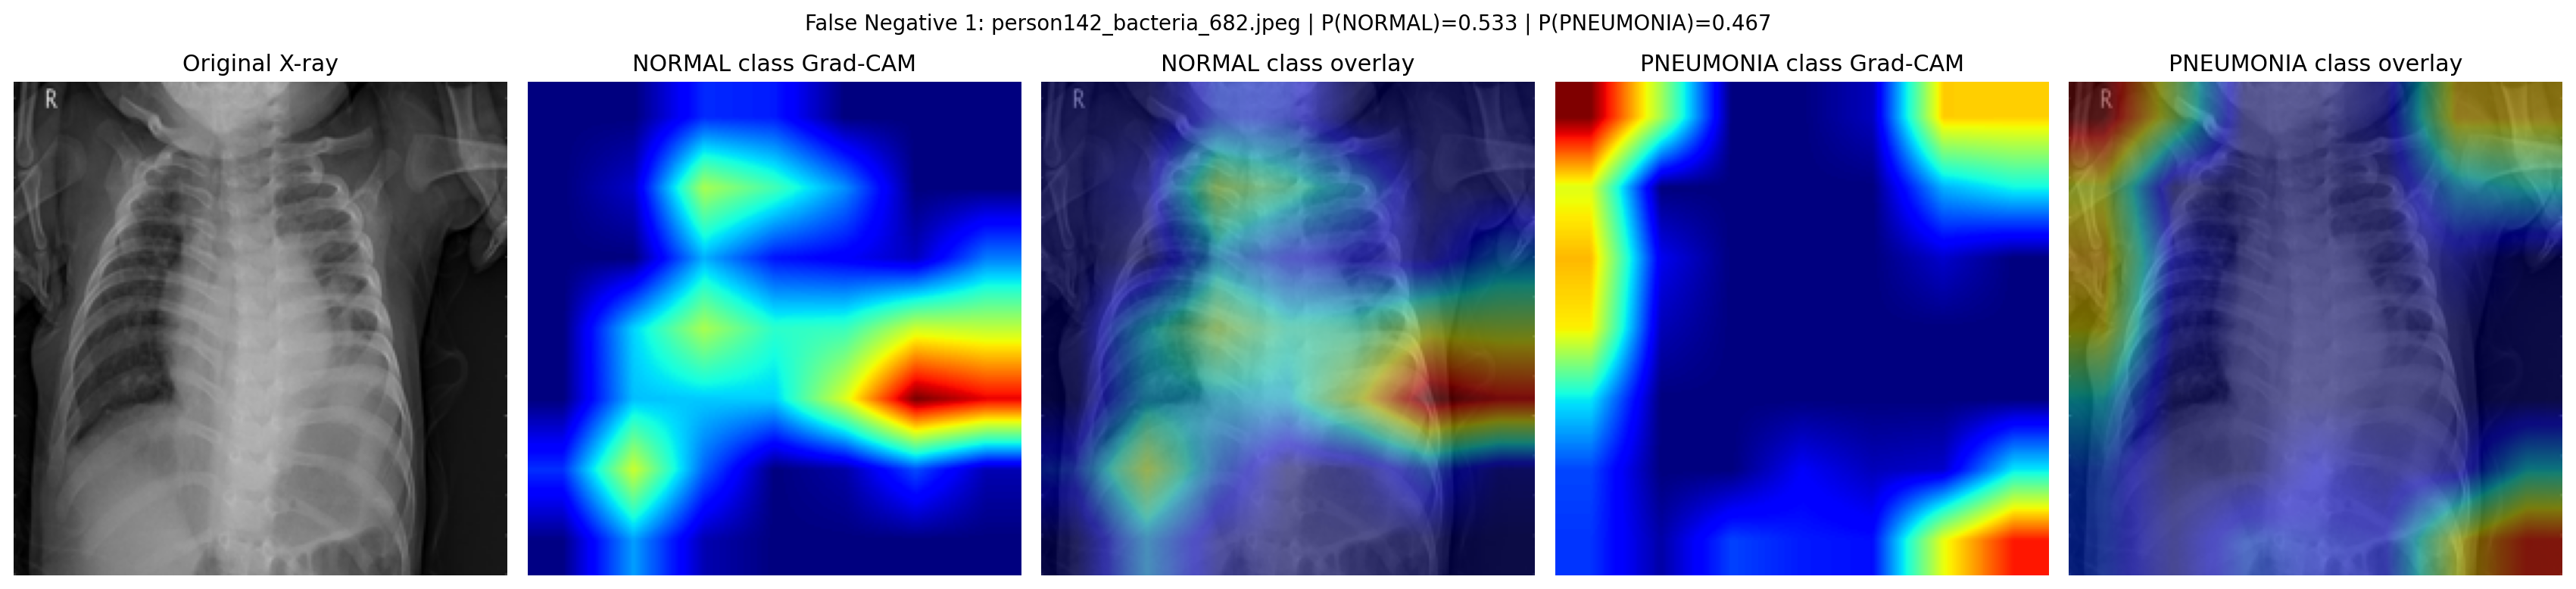 False Negative 1: person142_bacteria_682.jpeg | P(NORMAL)=0.533 | P(PNEUMONIA)=0.467
Original X-ray
NORMAL class Grad-CAM
NORMAL class overlay
PNEUMONIA class Grad-CAM
PNEUMONIA class overlay
R
R
R